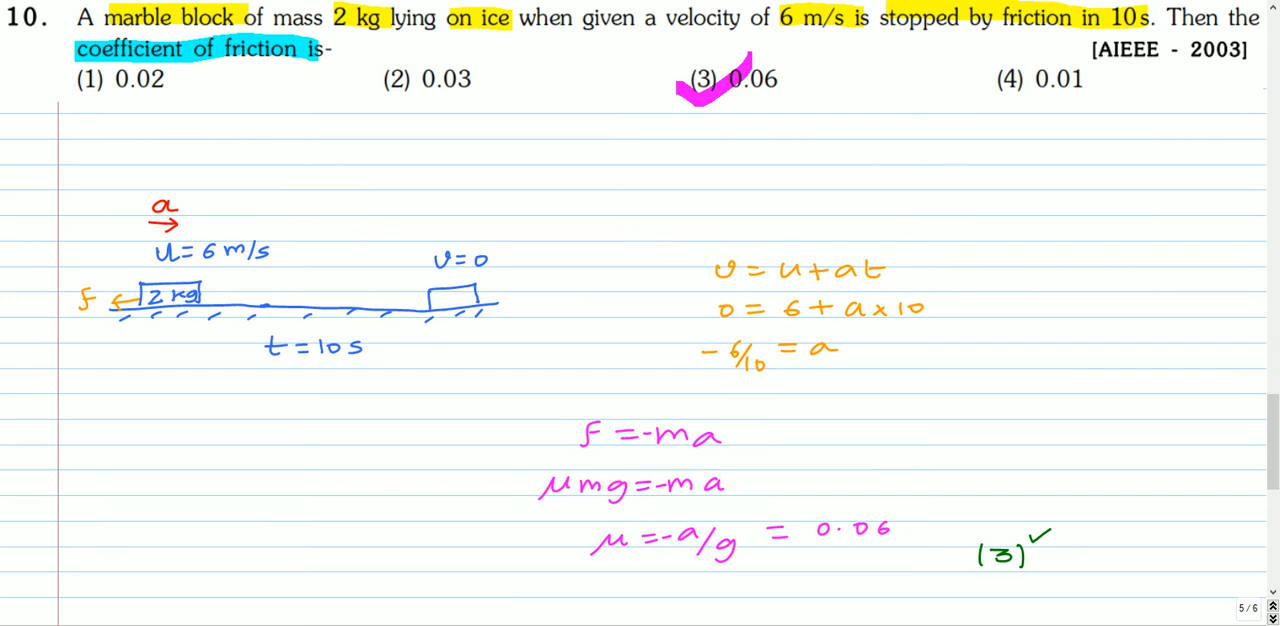 10. A marble block of mass 2 kg lying on ice when given a velocity of 6 m/s is stopped by friction in 10 s. Then the
coefficient of friction is- [AIEEE - 2003]
(1) 0.02 (2) 0.03 (3) 0.06 (4) 0.01
a
u = 6 m/s
v = 0
f 2 kg
t = 10 s
v = u + at
0 = 6 + a × 10
- 6/10 = a
f = -ma
μmg = -ma
μ = -a/g = 0.06
(3)
5 / 6